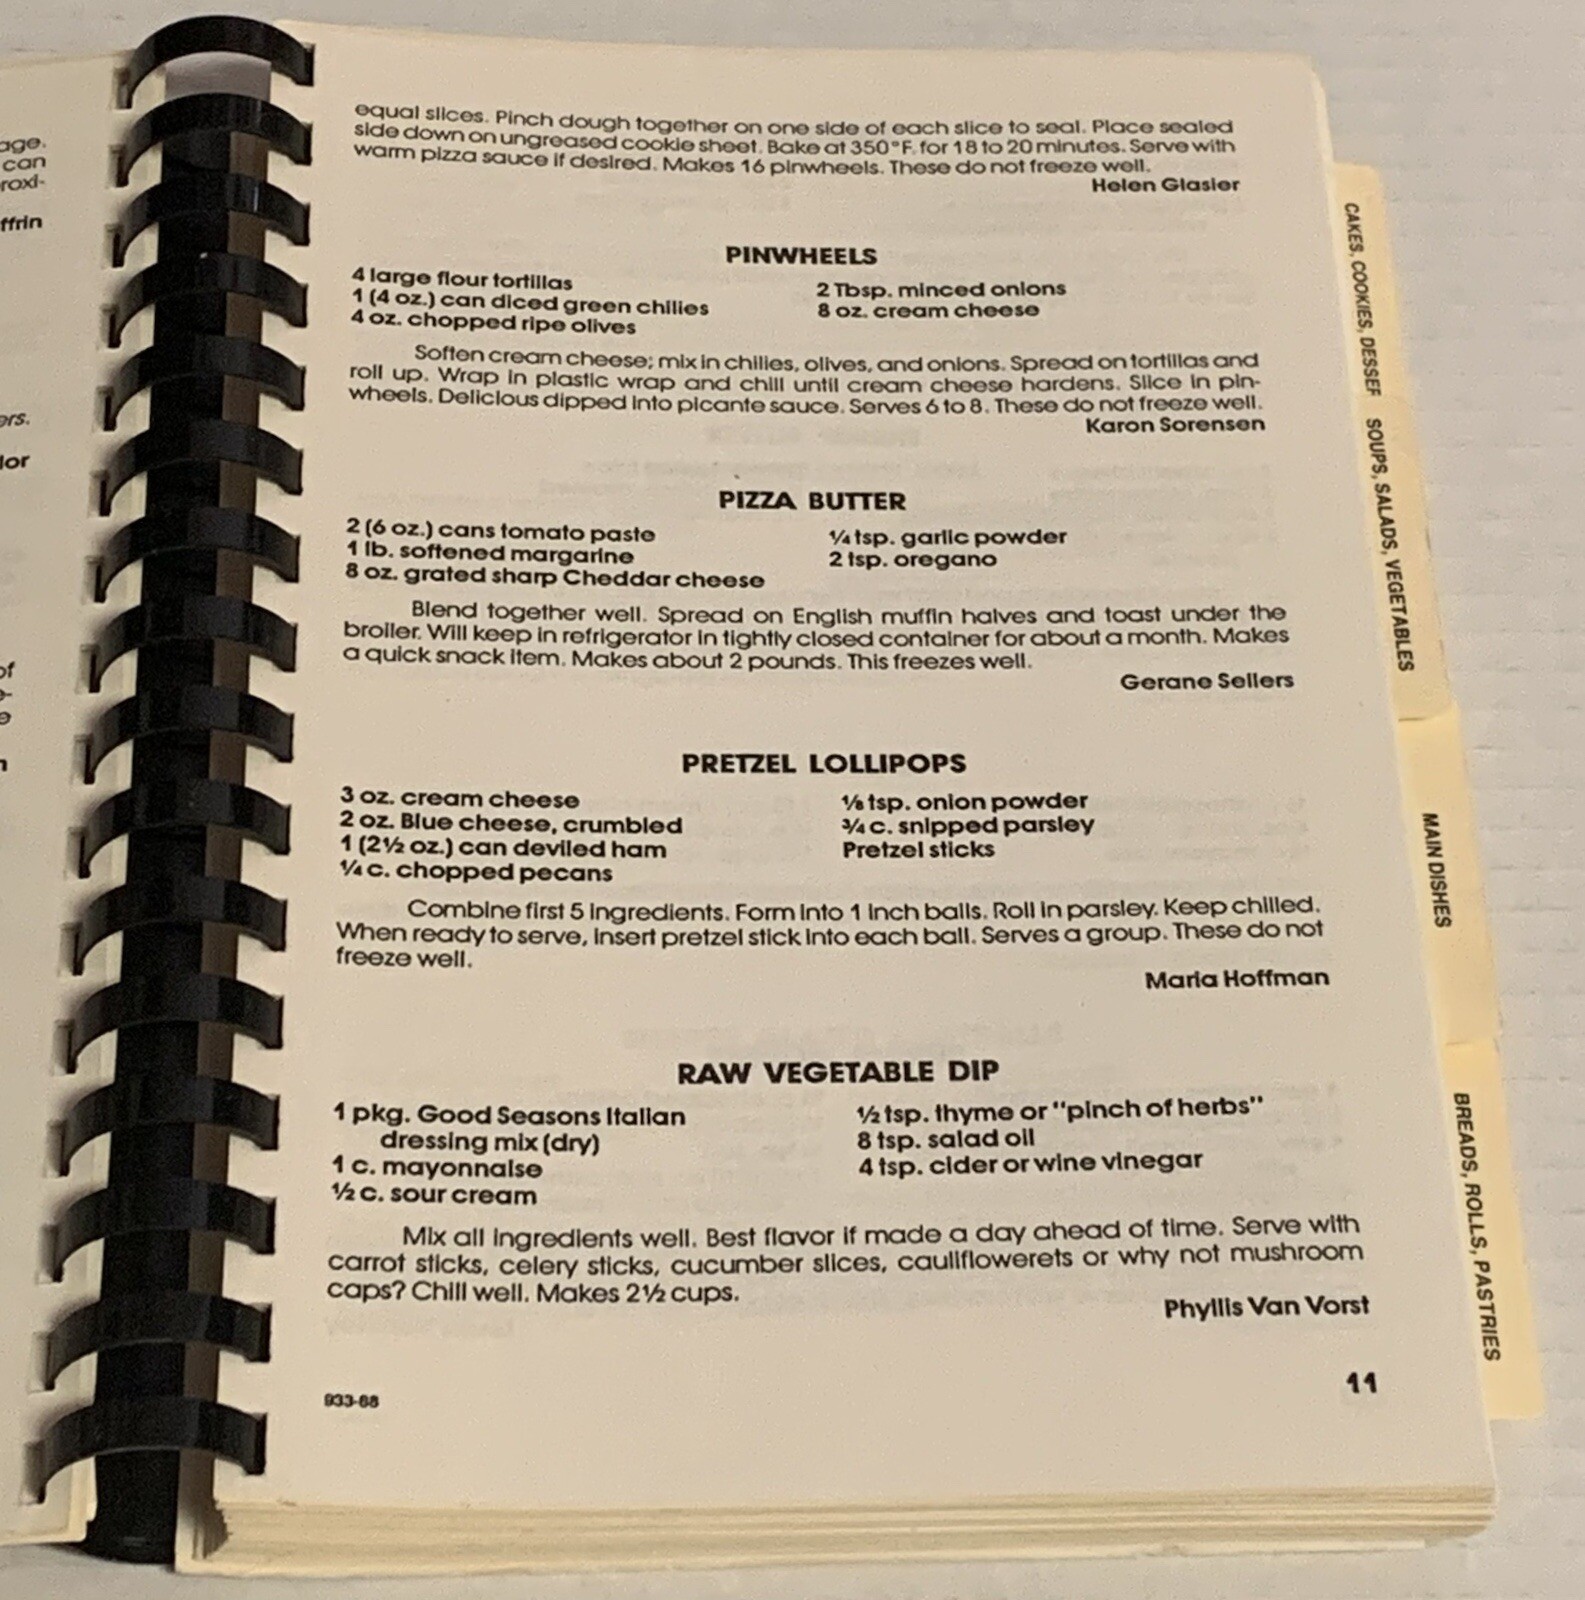 age.
can
roxi-
ffrin
ers.
lor
of
e-
e
n
equal slices. Pinch dough together on one side of each slice to seal. Place sealed
side down on ungreased cookie sheet. Bake at 350°F. for 18 to 20 minutes. Serve with
warm pizza sauce if desired. Makes 16 pinwheels. These do not freeze well.
Helen Glasier
PINWHEELS
4 large flour tortillas
1 (4 oz.) can diced green chilies
4 oz. chopped ripe olives
2 Tbsp. minced onions
8 oz. cream cheese
Soften cream cheese; mix in chilies, olives, and onions. Spread on tortillas and
roll up. Wrap in plastic wrap and chill until cream cheese hardens. Slice in pin-
wheels. Delicious dipped into picante sauce. Serves 6 to 8. These do not freeze well.
Karon Sorensen
PIZZA BUTTER
2 (6 oz.) cans tomato paste
1 lb. softened margarine
8 oz. grated sharp Cheddar cheese
¼ tsp. garlic powder
2 tsp. oregano
Blend together well. Spread on English muffin halves and toast under the
broiler. Will keep in refrigerator in tightly closed container for about a month. Makes
a quick snack item. Makes about 2 pounds. This freezes well.
Gerane Sellers
PRETZEL LOLLIPOPS
3 oz. cream cheese
2 oz. Blue cheese, crumbled
1 (2½ oz.) can deviled ham
¼ c. chopped pecans
⅛ tsp. onion powder
¾ c. snipped parsley
Pretzel sticks
Combine first 5 ingredients. Form into 1 inch balls. Roll in parsley. Keep chilled.
When ready to serve, insert pretzel stick into each ball. Serves a group. These do not
freeze well.
Maria Hoffman
RAW VEGETABLE DIP
1 pkg. Good Seasons Italian
dressing mix (dry)
1 c. mayonnaise
½ c. sour cream
½ tsp. thyme or "pinch of herbs"
8 tsp. salad oil
4 tsp. cider or wine vinegar
Mix all ingredients well. Best flavor if made a day ahead of time. Serve with
carrot sticks, celery sticks, cucumber slices, cauliflowerets or why not mushroom
caps? Chill well. Makes 2½ cups.
Phyllis Van Vorst
933-88
11
CAKES, COOKIES, DESSER
SOUPS, SALADS, VEGETABLES
MAIN DISHES
BREADS, ROLLS, PASTRIES